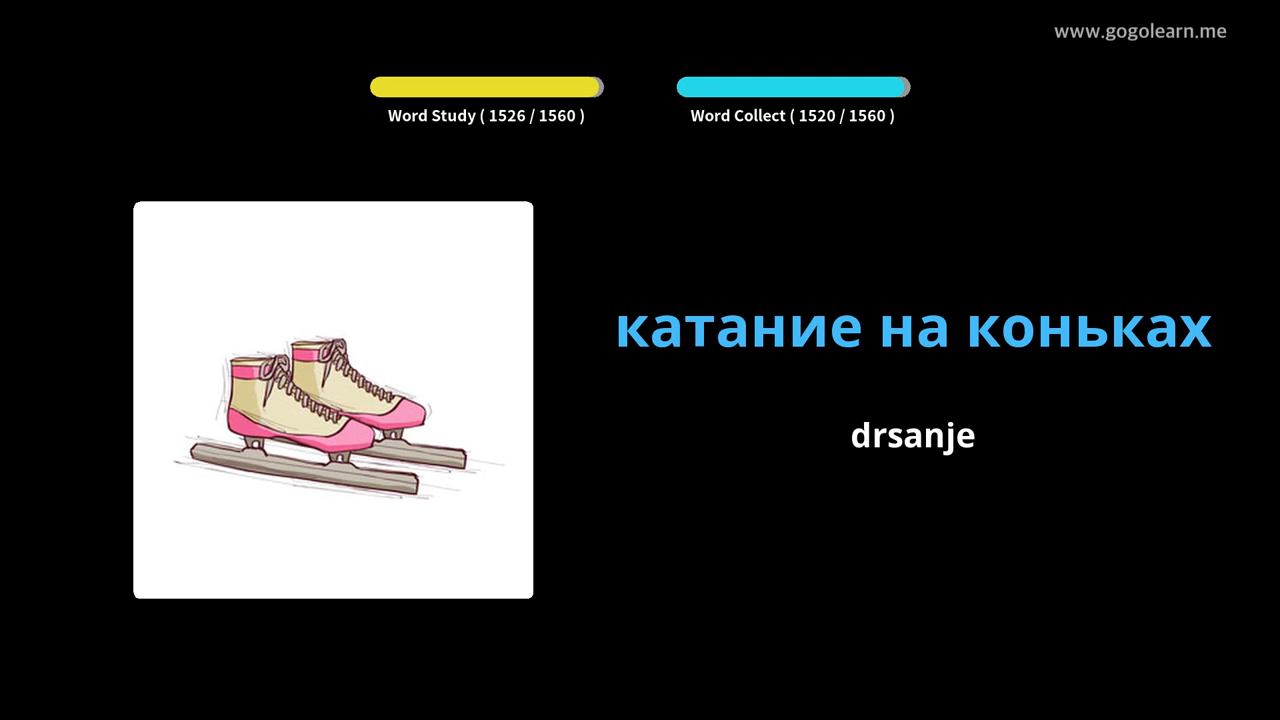 www.gogolearn.me
Word Study ( 1526 / 1560 )
Word Collect ( 1520 / 1560 )
катание на коньках
drsanje